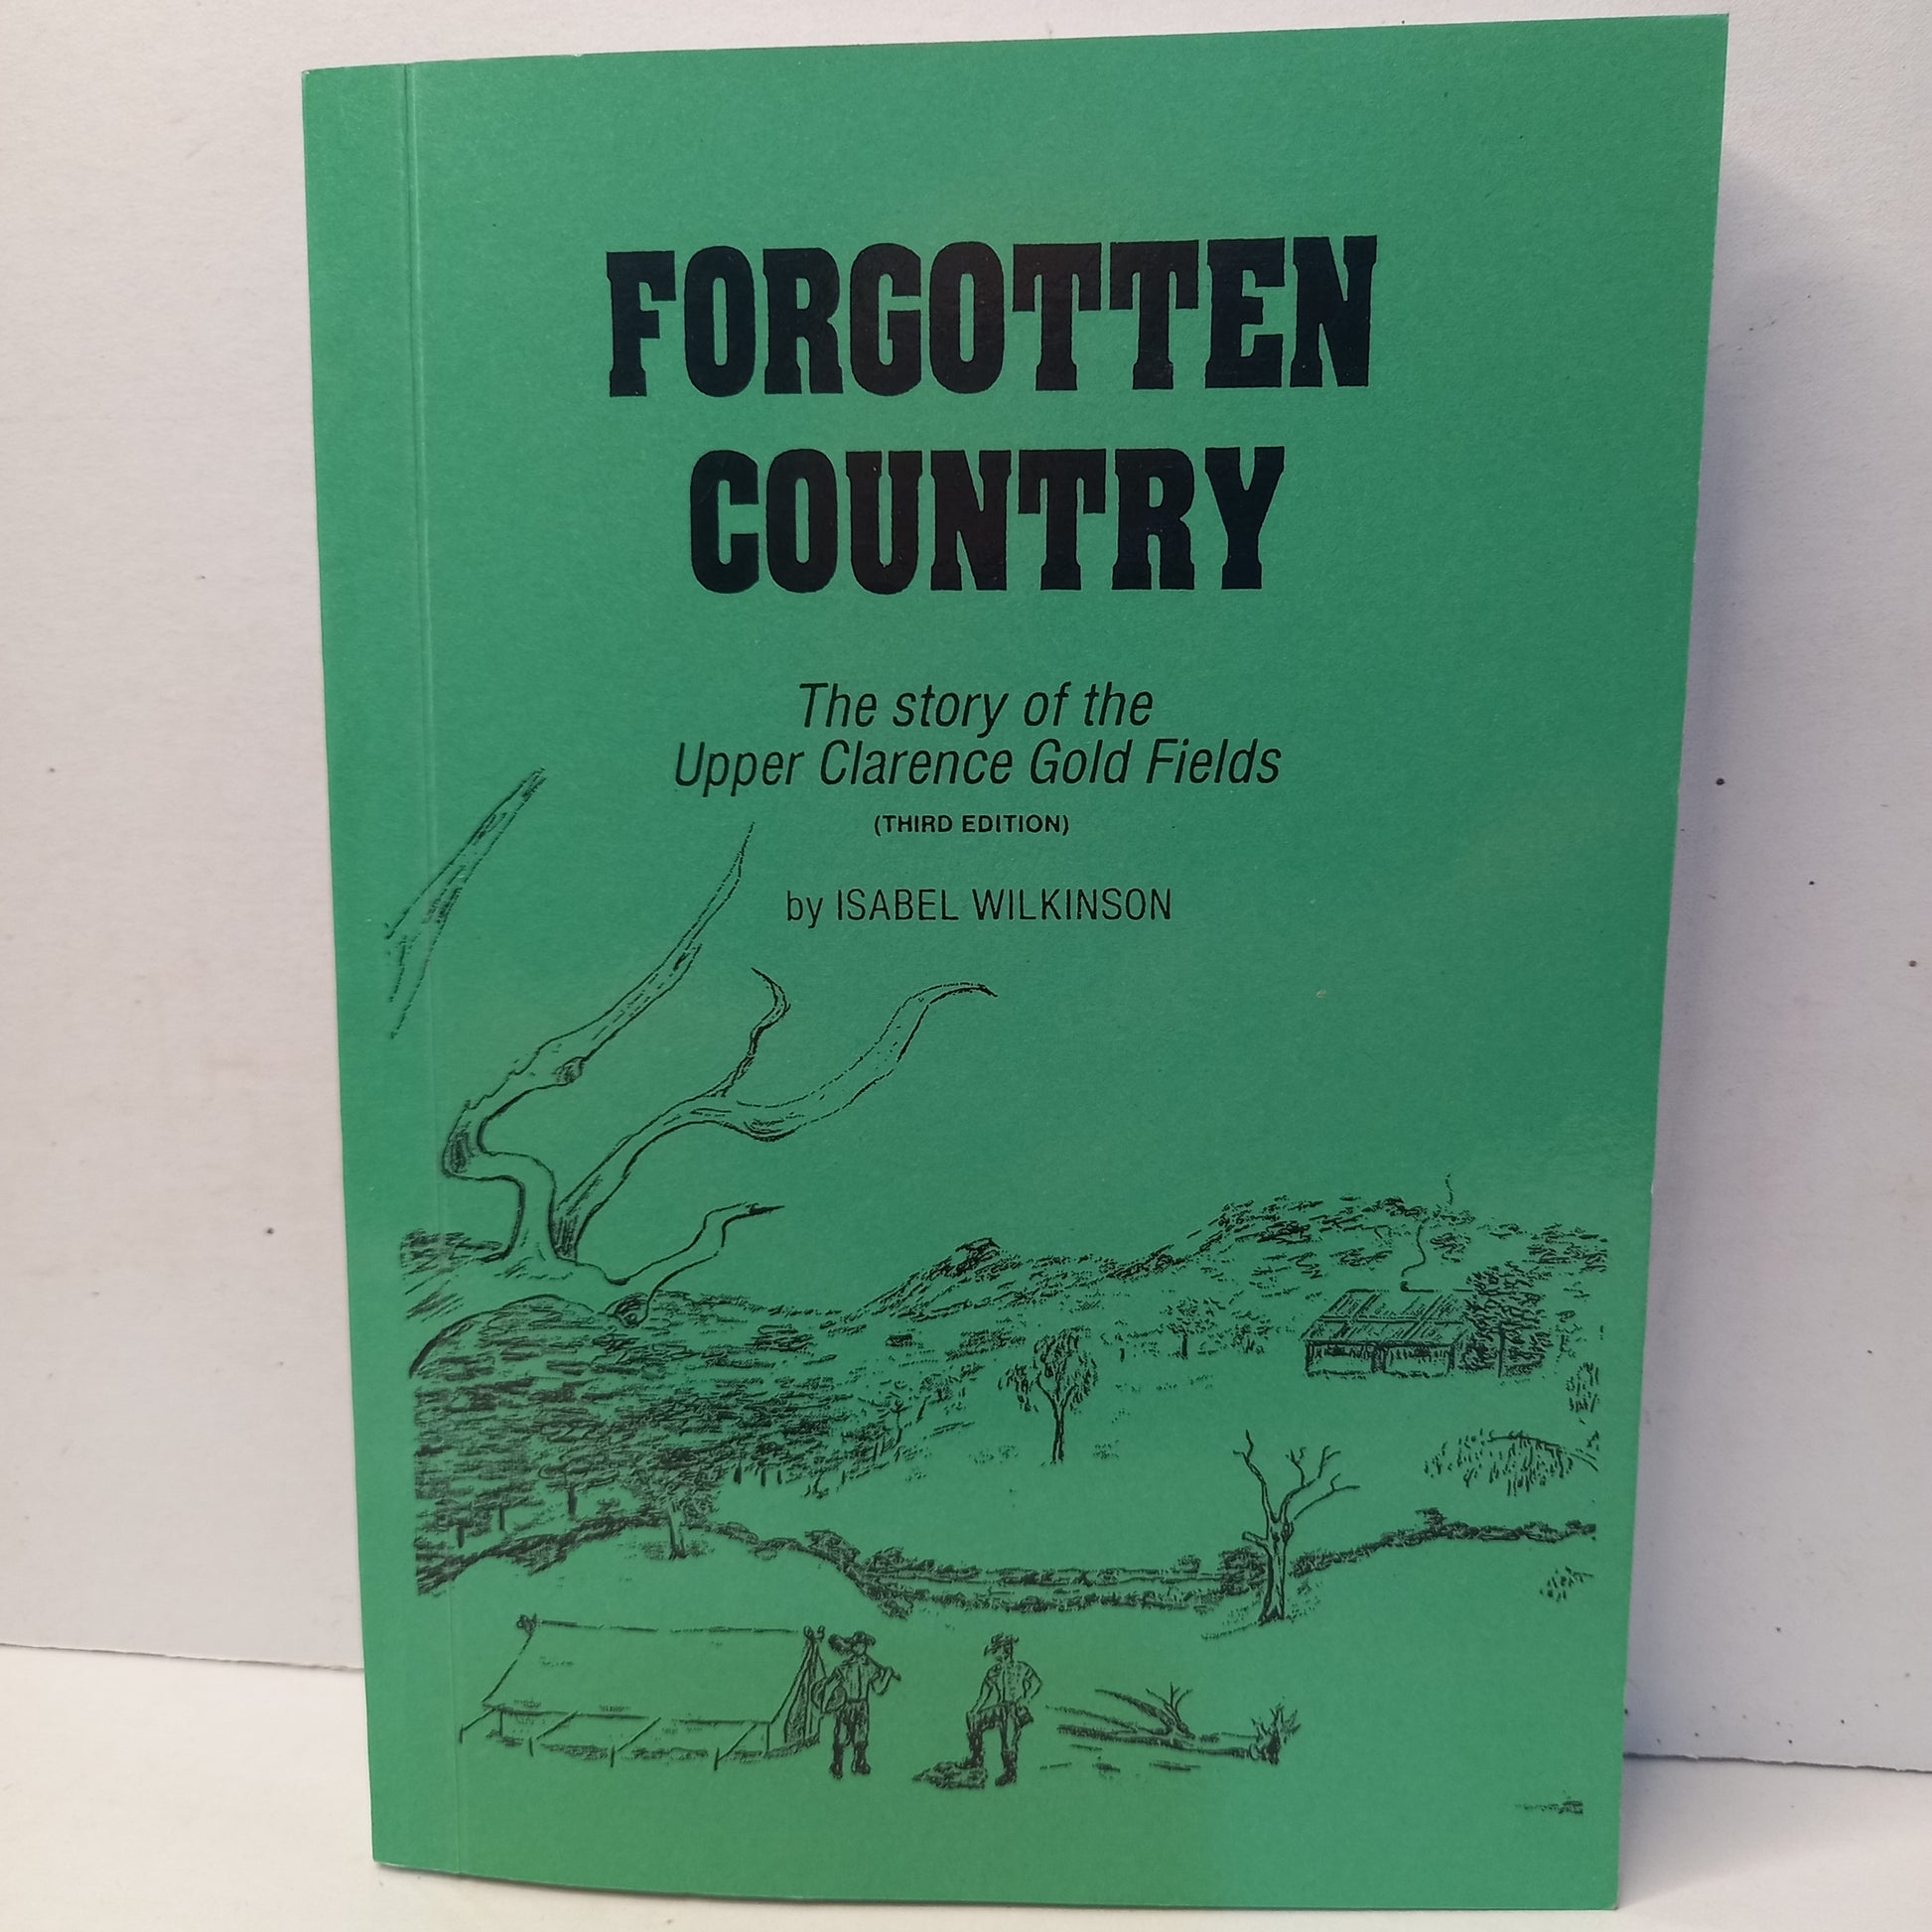 FORGOTTEN
COUNTRY
The story of the
Upper Clarence Gold Fields
(THIRD EDITION)
by ISABEL WILKINSON